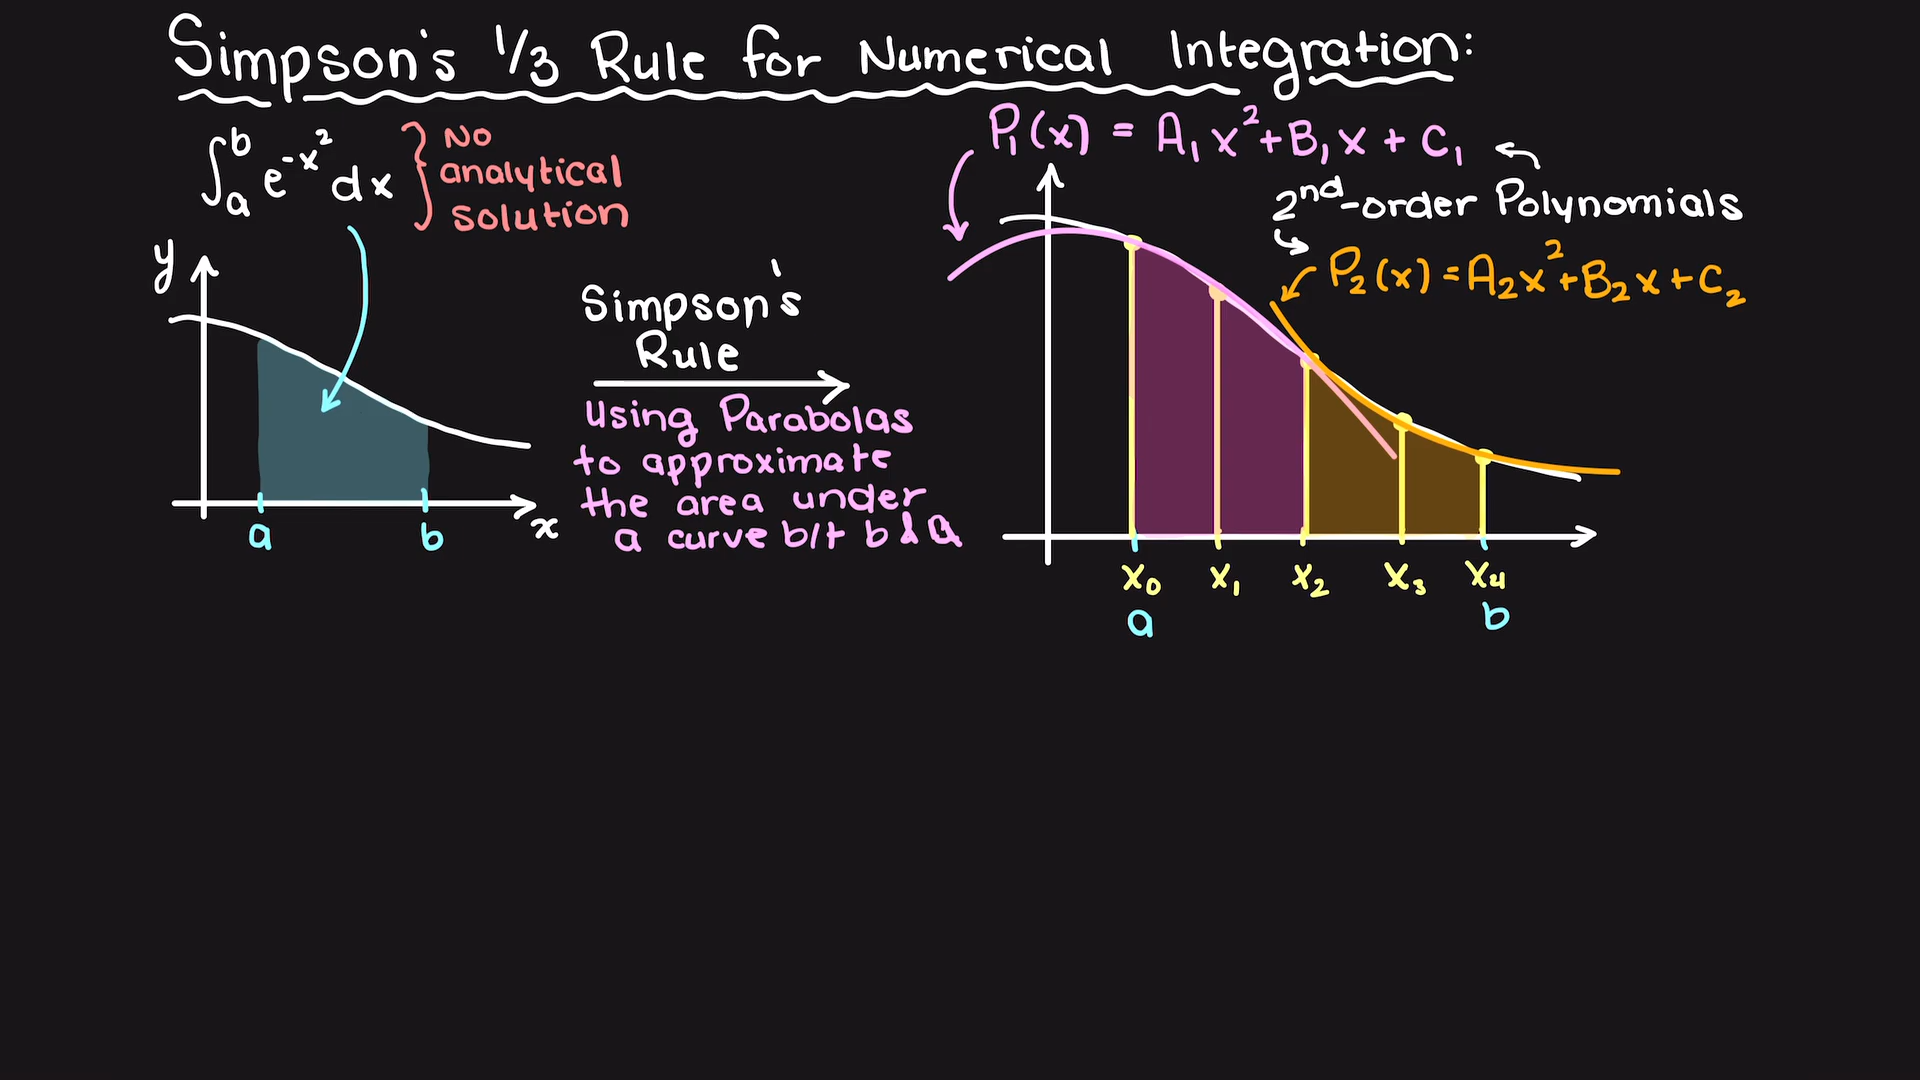 Simpson's 1/3 Rule for Numerical Integration:
∫ₐᵇ e^-x² dx } No
analytical
solution
y
x
a b
Simpson's
Rule
using Parabolas
to approximate
the area under
a curve b/t b & a
P₁(x) = A₁x²+B₁x + C₁
2nd-order Polynomials
P₂(x) = A₂x²+B₂x + C₂
x₀ x₁ x₂ x₃ x₄
a b